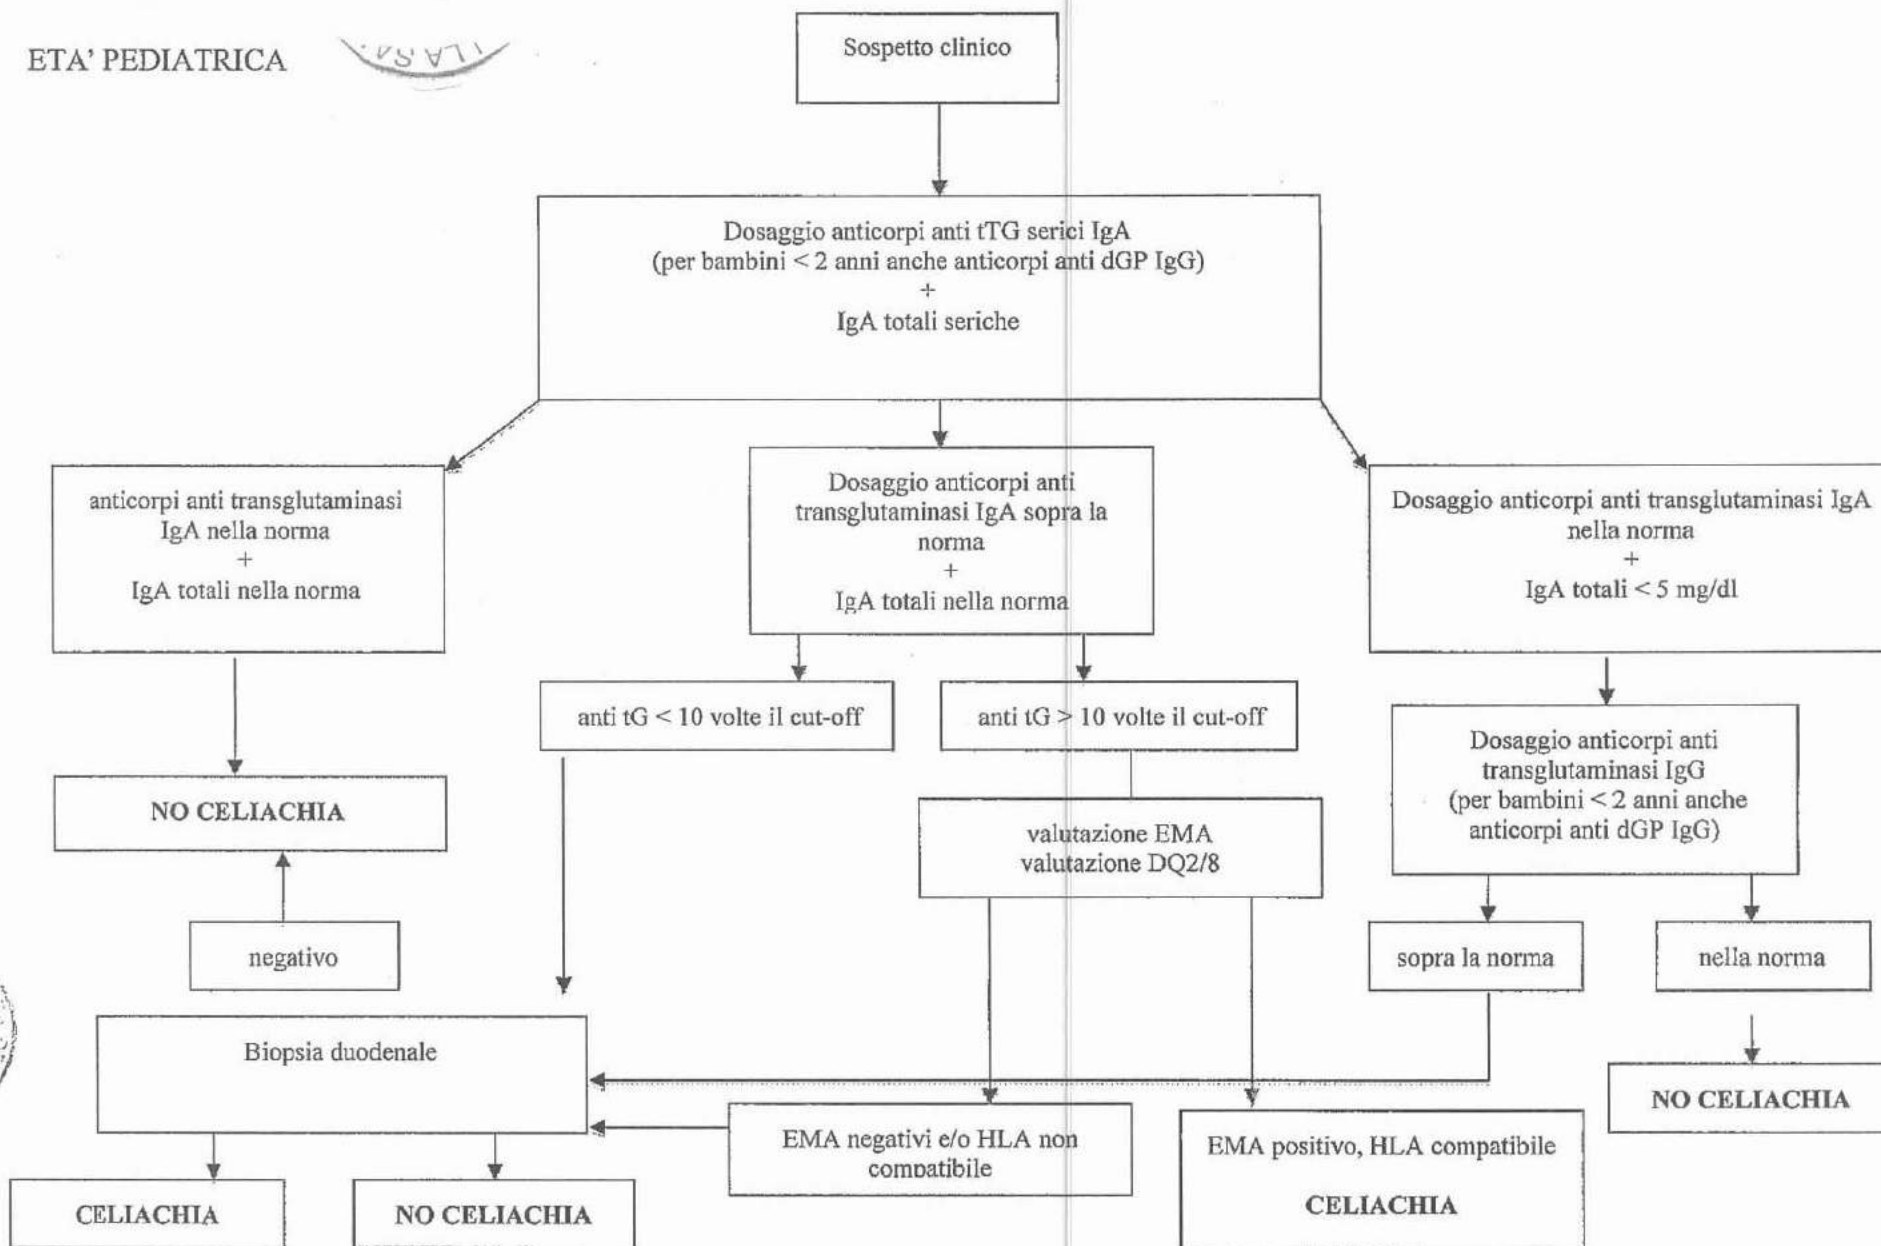 ETA' PEDIATRICA
Sospetto clinico
Dosaggio anticorpi anti tTG serici IgA
(per bambini < 2 anni anche anticorpi anti dGP IgG)
+
IgA totali seriche
anticorpi anti transglutaminasi
IgA nella norma
+
IgA totali nella norma
Dosaggio anticorpi anti
transglutaminasi IgA sopra la
norma
+
IgA totali nella norma
Dosaggio anticorpi anti transglutaminasi IgA
nella norma
+
IgA totali < 5 mg/dl
anti tG < 10 volte il cut-off
anti tG > 10 volte il cut-off
Dosaggio anticorpi anti
transglutaminasi IgG
(per bambini < 2 anni anche
anticorpi anti dGP IgG)
NO CELIACHIA
valutazione EMA
valutazione DQ2/8
negativo
sopra la norma
nella norma
Biopsia duodenale
NO CELIACHIA
EMA negativi e/o HLA non
compatibile
EMA positivo, HLA compatibile
CELIACHIA
CELIACHIA
NO CELIACHIA